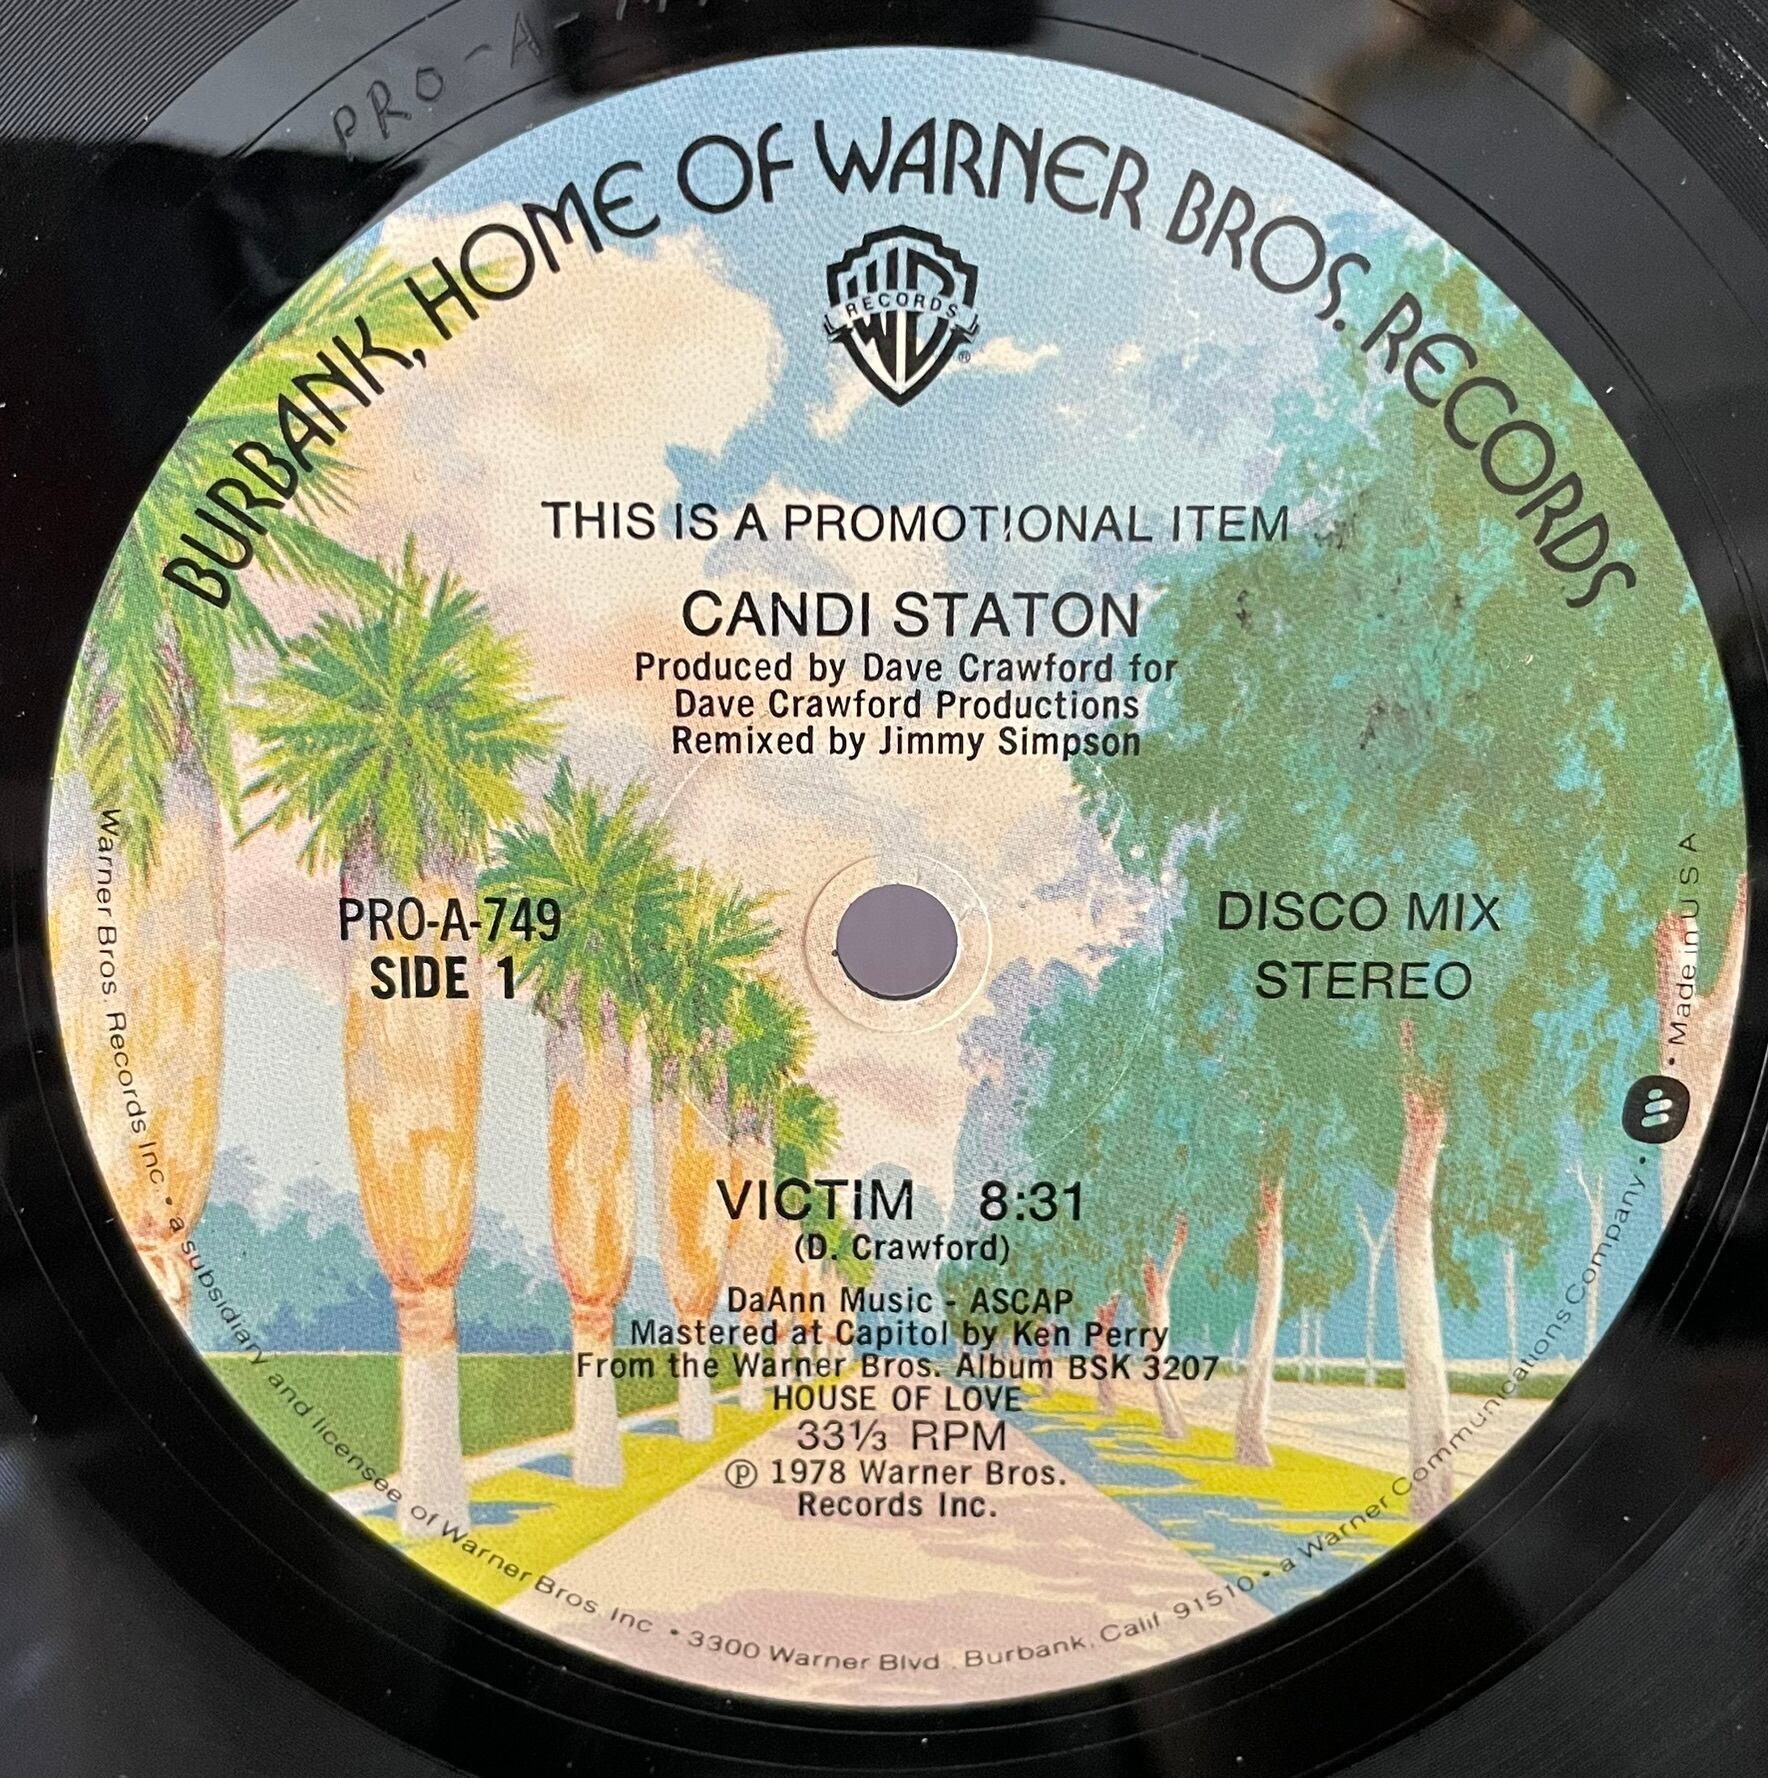 PRO-A-
BURBANK, HOME OF WARNER BROS. RECORDS
WB
RECORDS
®
THIS IS A PROMOTIONAL ITEM
CANDI STATON
Produced by Dave Crawford for
Dave Crawford Productions
Remixed by Jimmy Simpson
PRO-A-749
SIDE 1
DISCO MIX
STEREO
VICTIM 8:31
(D. Crawford)
DaAnn Music - ASCAP
Mastered at Capitol by Ken Perry
From the Warner Bros. Album BSK 3207
HOUSE OF LOVE
33⅓ RPM
℗ 1978 Warner Bros.
Records Inc.
Warner Bros. Records Inc. • a subsidiary and licensee of Warner Bros. Inc. • 3300 Warner Blvd., Burbank, Calif. 91510 • a Warner Communications Company • Made in U S A